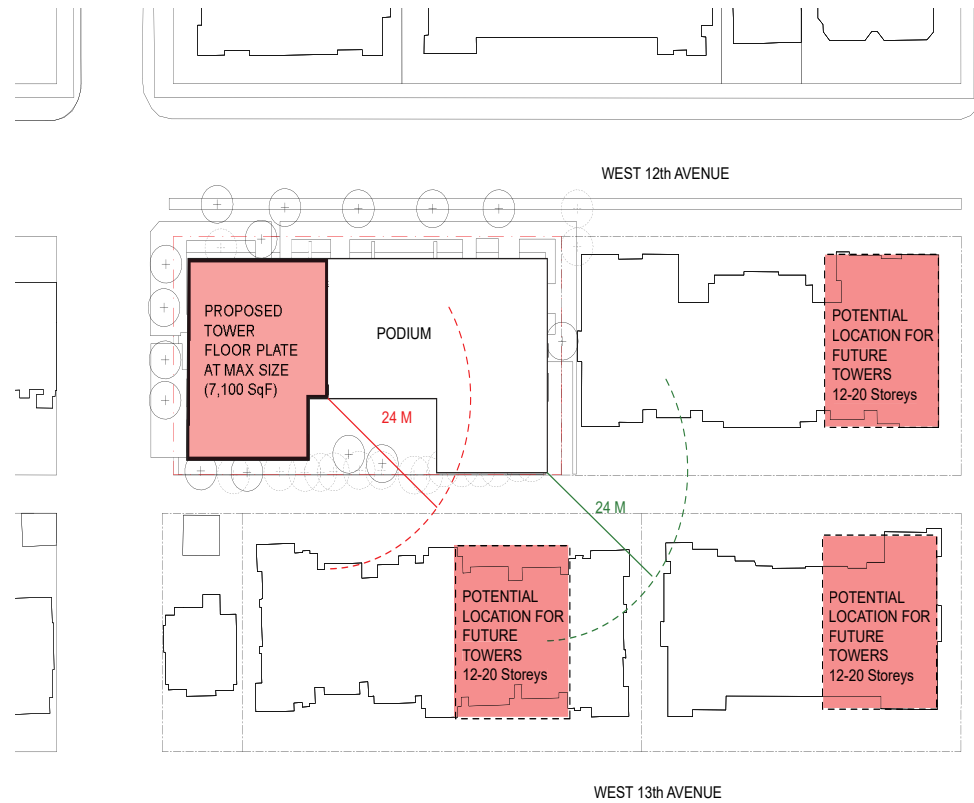 WEST 12th AVENUE
PROPOSED
TOWER
FLOOR PLATE
AT MAX SIZE
(7,100 SqF)
PODIUM
POTENTIAL
LOCATION FOR
FUTURE
TOWERS
12-20 Storeys
24 M
24 M
POTENTIAL
LOCATION FOR
FUTURE
TOWERS
12-20 Storeys
POTENTIAL
LOCATION FOR
FUTURE
TOWERS
12-20 Storeys
WEST 13th AVENUE